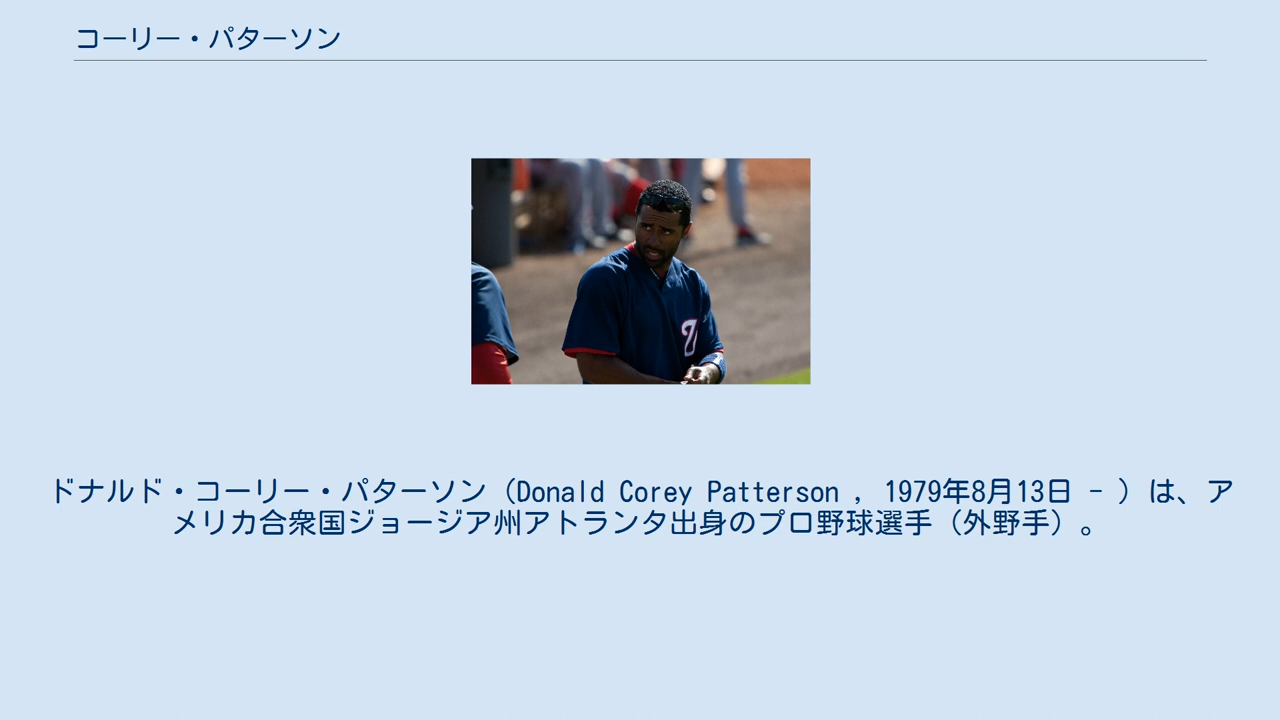 コーリー・パターソン
ドナルド・コーリー・パターソン（Donald Corey Patterson , 1979年8月13日 - ）は、ア
メリカ合衆国ジョージア州アトランタ出身のプロ野球選手（外野手）。